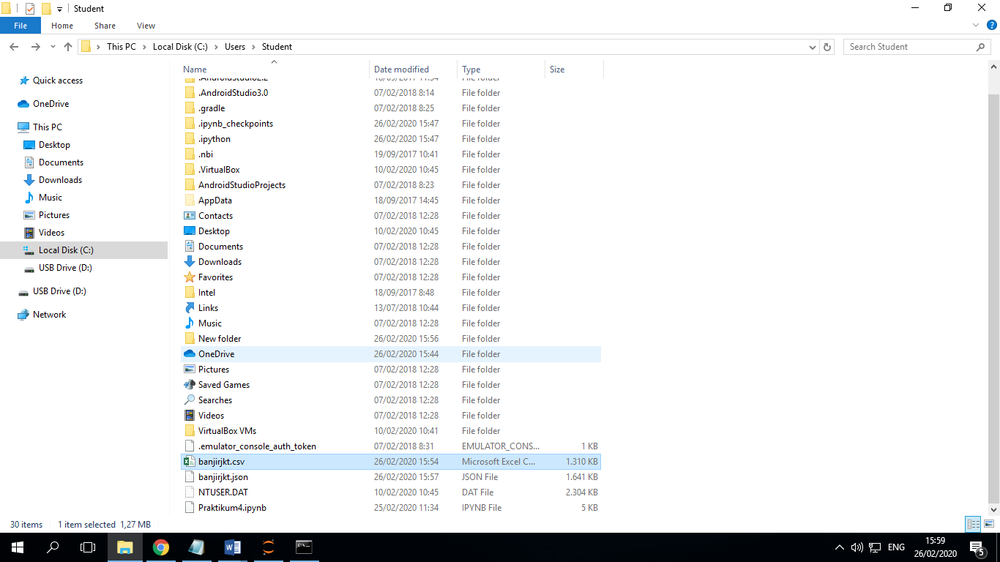 Student
File Home Share View
This PC Local Disk (C:) Users Student Search Student
Name Date modified Type Size
.AndroidStudio2.2 File folder
.AndroidStudio3.0 07/02/2018 8:14 File folder
.gradle 07/02/2018 8:25 File folder
.ipynb_checkpoints 26/02/2020 15:47 File folder
.ipython 26/02/2020 15:47 File folder
.nbi 19/09/2017 10:41 File folder
.VirtualBox 10/02/2020 10:45 File folder
AndroidStudioProjects 07/02/2018 8:23 File folder
AppData 18/09/2017 14:45 File folder
Contacts 07/02/2018 12:28 File folder
Desktop 10/02/2020 10:45 File folder
Documents 07/02/2018 12:28 File folder
Downloads 07/02/2018 12:28 File folder
Favorites 07/02/2018 12:28 File folder
Intel 18/09/2017 8:48 File folder
Links 13/07/2018 10:44 File folder
Music 07/02/2018 12:28 File folder
New folder 26/02/2020 15:56 File folder
OneDrive 26/02/2020 15:44 File folder
Pictures 07/02/2018 12:28 File folder
Saved Games 07/02/2018 12:28 File folder
Searches 07/02/2018 12:28 File folder
Videos 07/02/2018 12:28 File folder
VirtualBox VMs 10/02/2020 10:41 File folder
.emulator_console_auth_token 07/02/2018 8:31 EMULATOR_CONS... 1 KB
banjirjkt.csv 26/02/2020 15:54 Microsoft Excel C... 1.310 KB
banjirjkt.json 26/02/2020 15:57 JSON File 1.641 KB
NTUSER.DAT 10/02/2020 10:45 DAT File 2.304 KB
Praktikum4.ipynb 25/02/2020 11:34 IPYNB File 5 KB
Quick access
OneDrive
This PC
Desktop
Documents
Downloads
Music
Pictures
Videos
Local Disk (C:)
USB Drive (D:)
USB Drive (D:)
Network
30 items 1 item selected 1,27 MB
ENG
15:59
26/02/2020
5